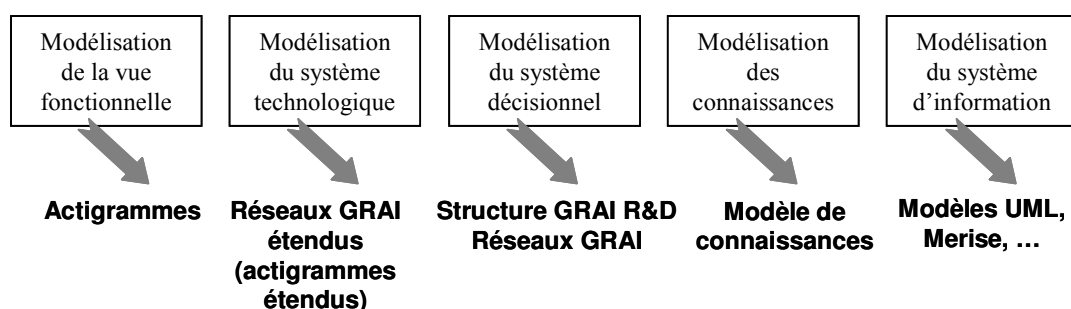 Modélisation
de la vue
fonctionnelle
Modélisation
du système
technologique
Modélisation
du système
décisionnel
Modélisation
des
connaissances
Modélisation
du système
d'information
Actigrammes
Réseaux GRAI
étendus
(actigrammes
étendus)
Structure GRAI R&D
Réseaux GRAI
Modèle de
connaissances
Modèles UML,
Merise, …